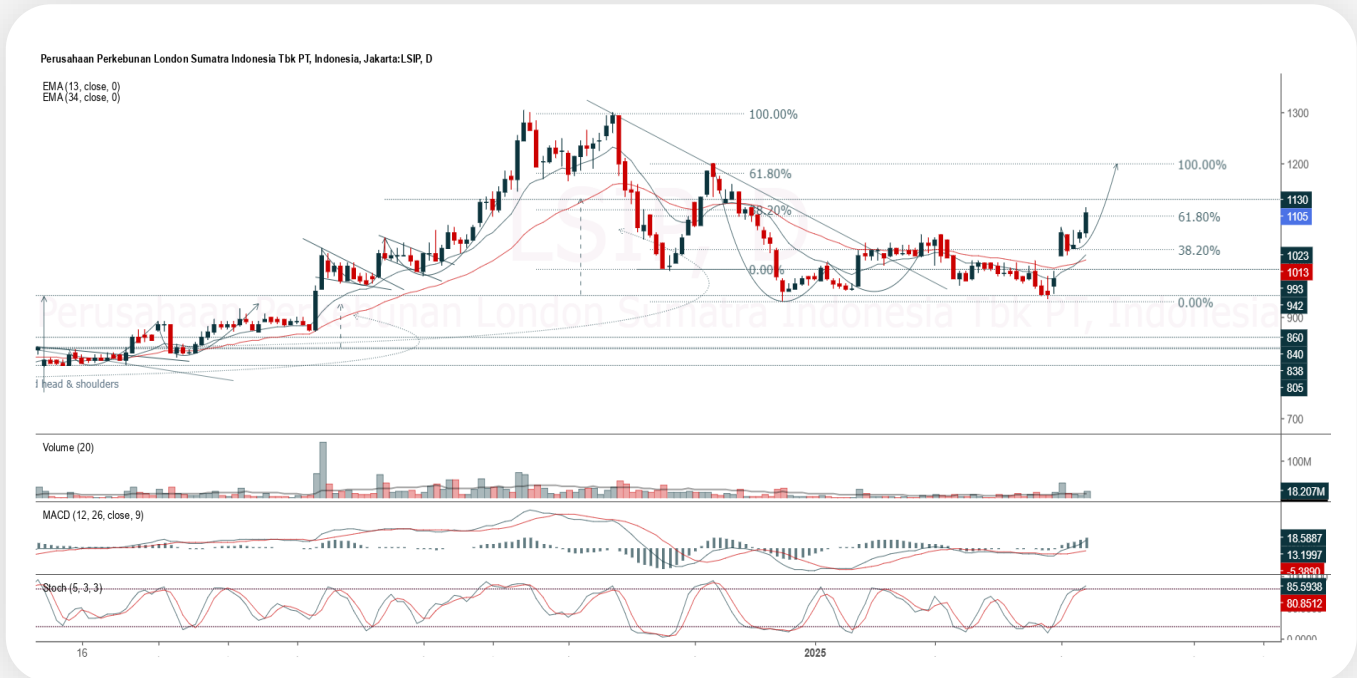 Perusahaan Perkebunan London Sumatra Indonesia Tbk PT, Indonesia, Jakarta:LSIP, D
EMA (13, close, 0)
EMA (34, close, 0)
LSIP, D
Perusahaan Perkebunan London Sumatra Indonesia Tbk PT, Indonesia
100.00%
61.80%
38.20%
0.00%
100.00%
61.80%
38.20%
0.00%
d head & shoulders
1300
1200
1130
1105
1023
1013
993
942
900
860
840
838
805
700
Volume (20)
100M
18.207M
MACD (12, 26, close, 9)
18.5887
13.1997
-5.3890
Stoch (5, 3, 3)
85.5938
80.8512
0.0000
16
2025